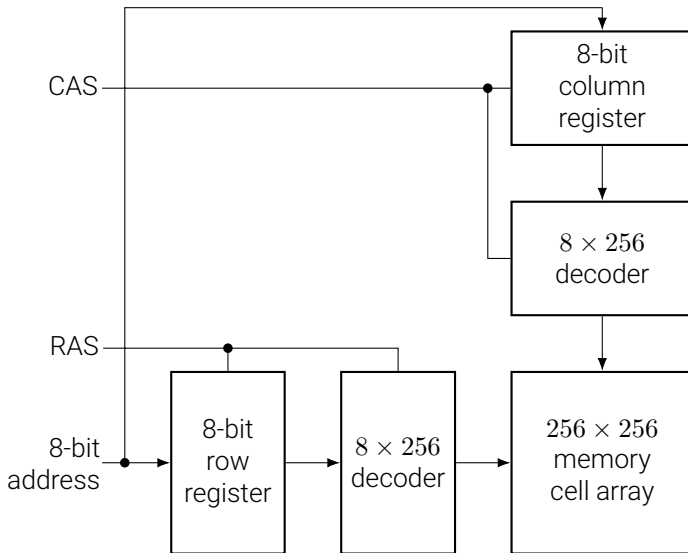 8-bit
column
register
CAS
8 × 256
decoder
RAS
8-bit
address
8-bit
row
register
8 × 256
decoder
256 × 256
memory
cell array